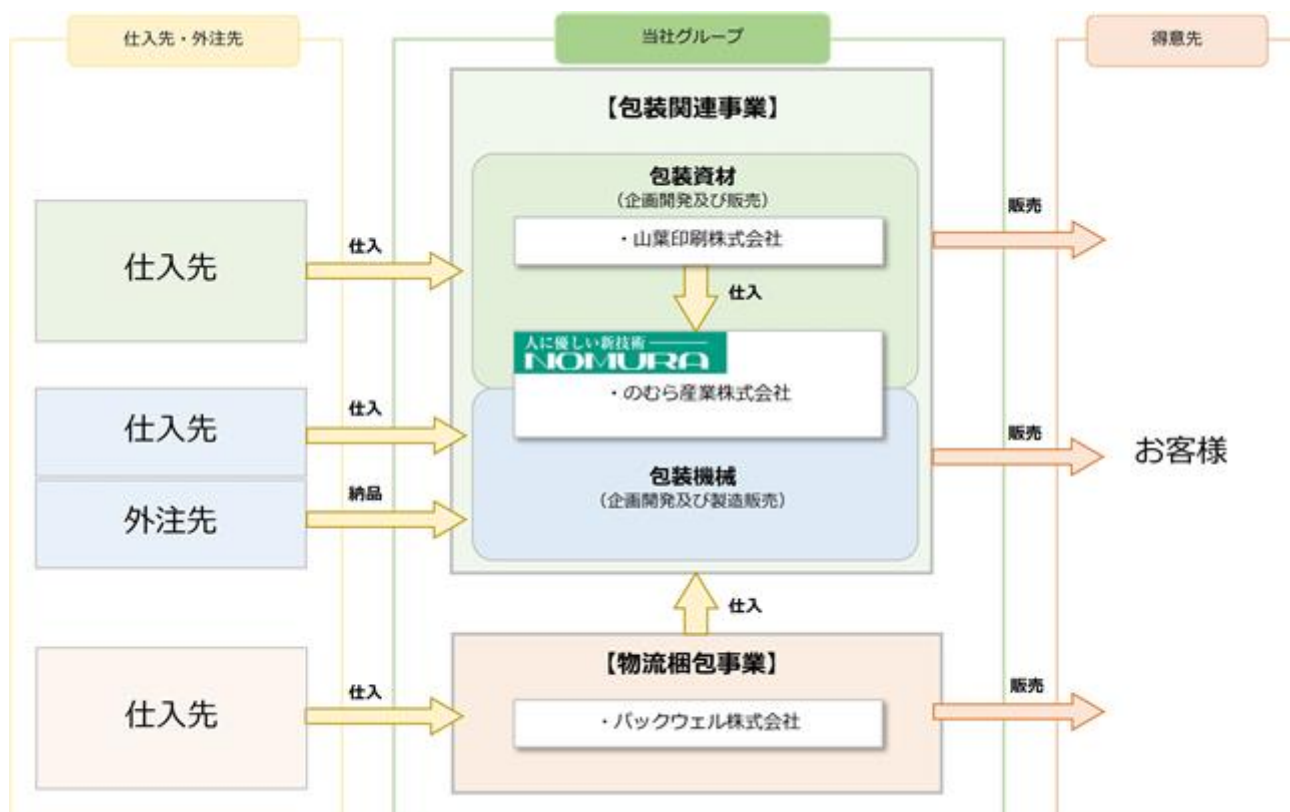 仕入先・外注先
当社グループ
得意先
【包装関連事業】
包装資材
（企画開発及び販売）
・山葉印刷株式会社
仕入
人に優しい新技術
NOMURA
・のむら産業株式会社
包装機械
（企画開発及び製造販売）
仕入
【物流梱包事業】
・パックウェル株式会社
仕入先
仕入
仕入先
仕入
外注先
納品
仕入先
仕入
販売
販売
お客様
販売